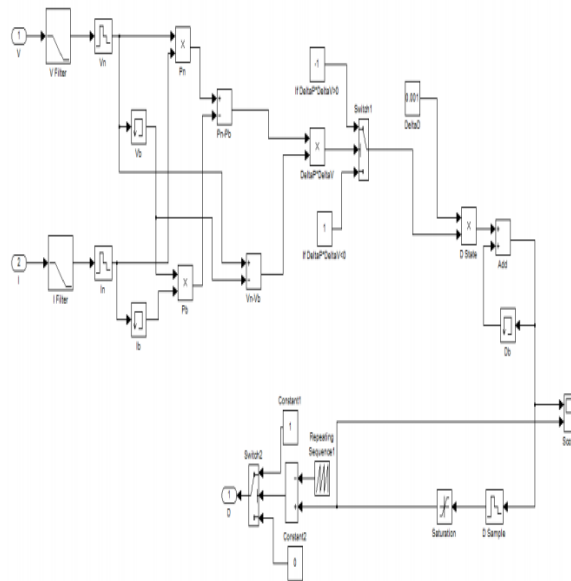 1
V
V Filter
Vn
X
Pn
Vb
+
-
Pn-Pb
-1
If DeltaP*DeltaV>0
Switch1
0.001
DeltaD
X
DeltaP*DeltaV
1
If DeltaP*DeltaV<0
X
D State
+
+
Add
2
I
I Filter
In
Ib
X
Pb
+
-
Vn-Vb
Db
Constant1
1
Repeating
Sequence1
Switch2
1
D
-
+
Constant2
0
Saturation
D Sample